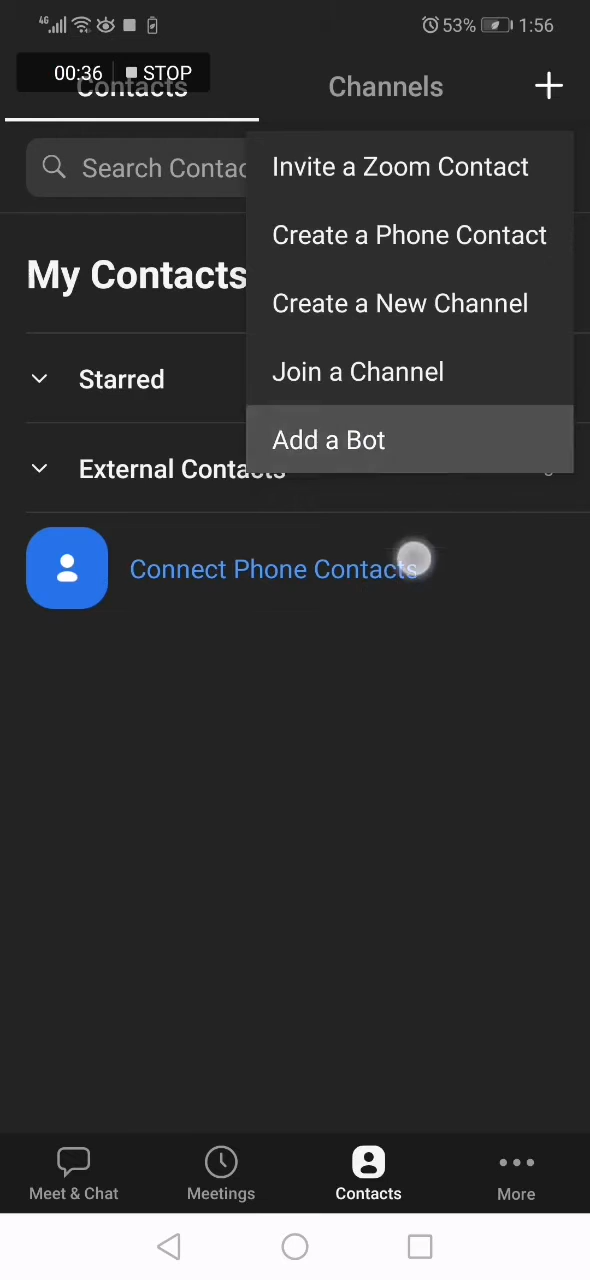 4G 53% 1:56
00:36 STOP
Contacts Channels
Search Contac
Invite a Zoom Contact
Create a Phone Contact
My Contacts
Create a New Channel
Join a Channel
Starred
Add a Bot
External Contacts
Connect Phone Contacts
Meet & Chat Meetings Contacts More